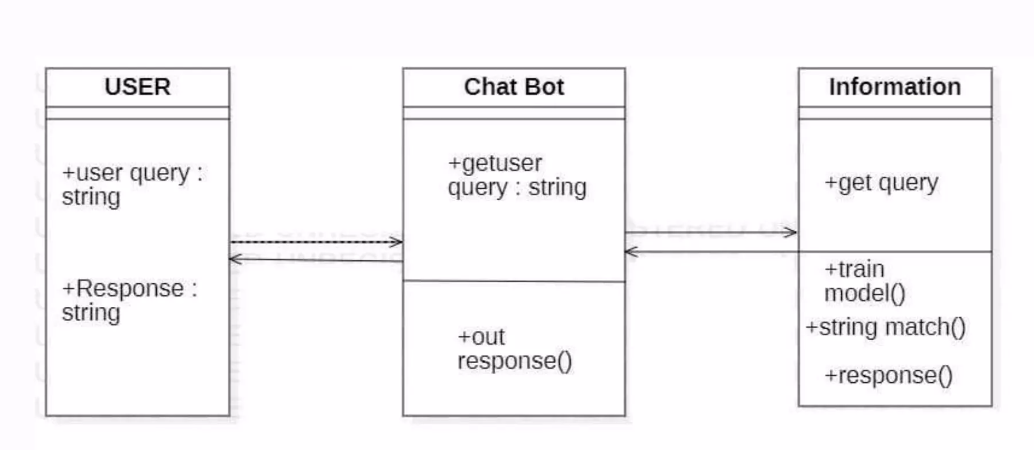 USER
+user query :
string
+Response :
string
Chat Bot
+getuser
query : string
+out
response()
Information
+get query
+train
model()
+string match()
+response()